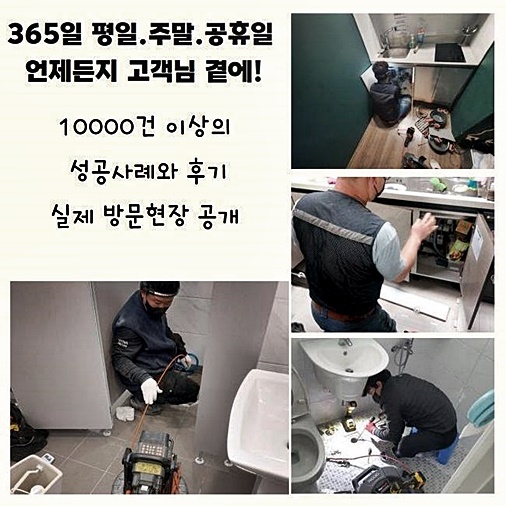 365일 평일.주말.공휴일
언제든지 고객님 곁에!
10000건 이상의
성공사례와 후기
실제 방문현장 공개